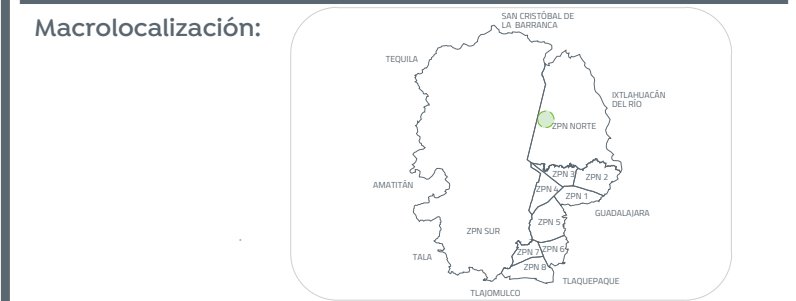 Macrolocalización:
SAN CRISTÓBAL DE
LA BARRANCA
TEQUILA
IXTLAHUACÁN
DEL RÍO
ZPN NORTE
ZPN 3
ZPN 2
AMATITÁN
ZPN 4
ZPN 1
GUADALAJARA
ZPN 5
ZPN SUR
ZPN 7
ZPN 6
TALA
ZPN 8
TLAQUEPAQUE
TLAJOMULCO